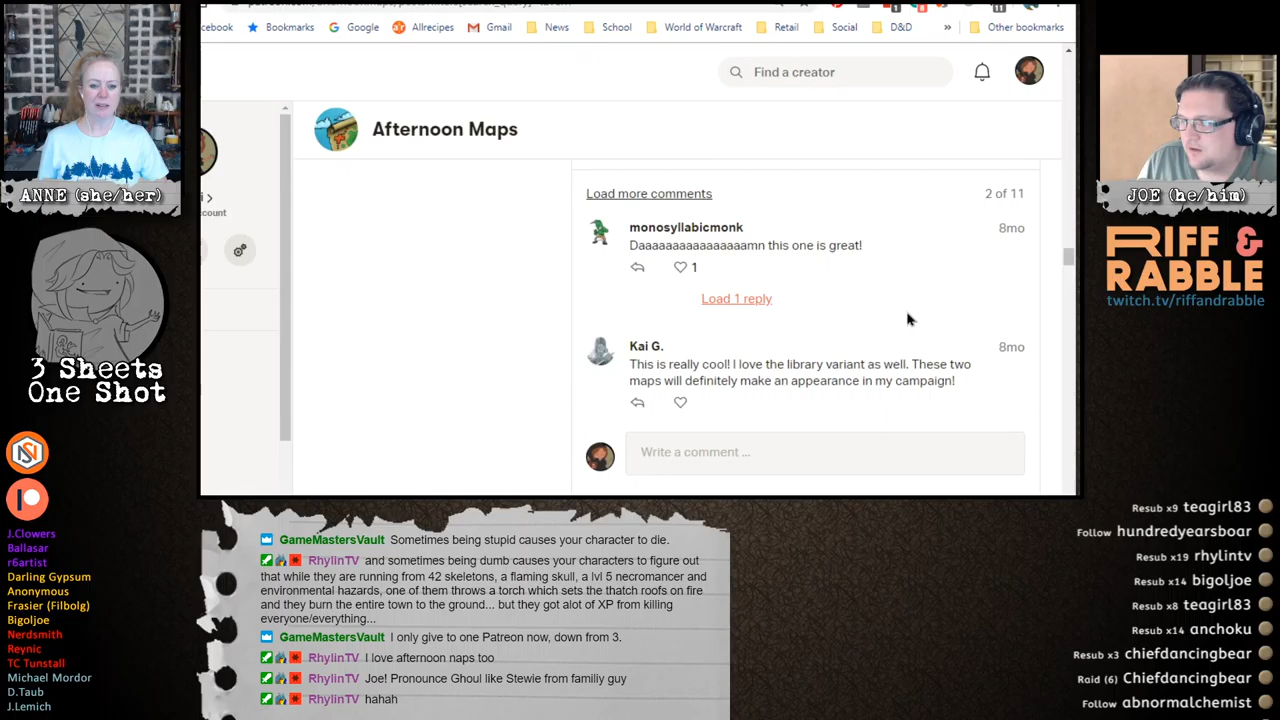 cebook
Bookmarks
Google
Allrecipes
Gmail
News
School
World of Warcraft
Retail
Social
D&D
»
Other bookmarks
Find a creator
Afternoon Maps
count
Load more comments
2 of 11
monosyllabicmonk
8mo
Daaaaaaaaaaaaaaaamn this one is great!
1
Load 1 reply
Kai G.
8mo
This is really cool! I love the library variant as well. These two
maps will definitely make an appearance in my campaign!
Write a comment ...
ANNE (she/her)
JOE (he/him)
3 Sheets
One Shot
RIFF &
RABBLE
twitch.tv/riffandrabble
J.Clowers
Ballasar
r6artist
Darling Gypsum
Anonymous
Frasier (Filbolg)
Bigoljoe
Nerdsmith
Reynic
TC Tunstall
Michael Mordor
D.Taub
J.Lemich
GameMastersVault Sometimes being stupid causes your character to die.
RhylinTV and sometimes being dumb causes your characters to figure out
that while they are running from 42 skeletons, a flaming skull, a lvl 5 necromancer and
environmental hazards, one of them throws a torch which sets the thatch roofs on fire
and they burn the entire town to the ground... but they got alot of XP from killing
everyone/everything...
GameMastersVault I only give to one Patreon now, down from 3.
RhylinTV I love afternoon naps too
RhylinTV Joe! Pronounce Ghoul like Stewie from familiy guy
RhylinTV hahah
Resub x9 teagirl83
Follow hundredyearsboar
Resub x19 rhylintv
Resub x14 bigoljoe
Resub x8 teagirl83
Resub x14 anchoku
Resub x3 chiefdancingbear
Raid (6) Chiefdancingbear
Follow abnormalchemist